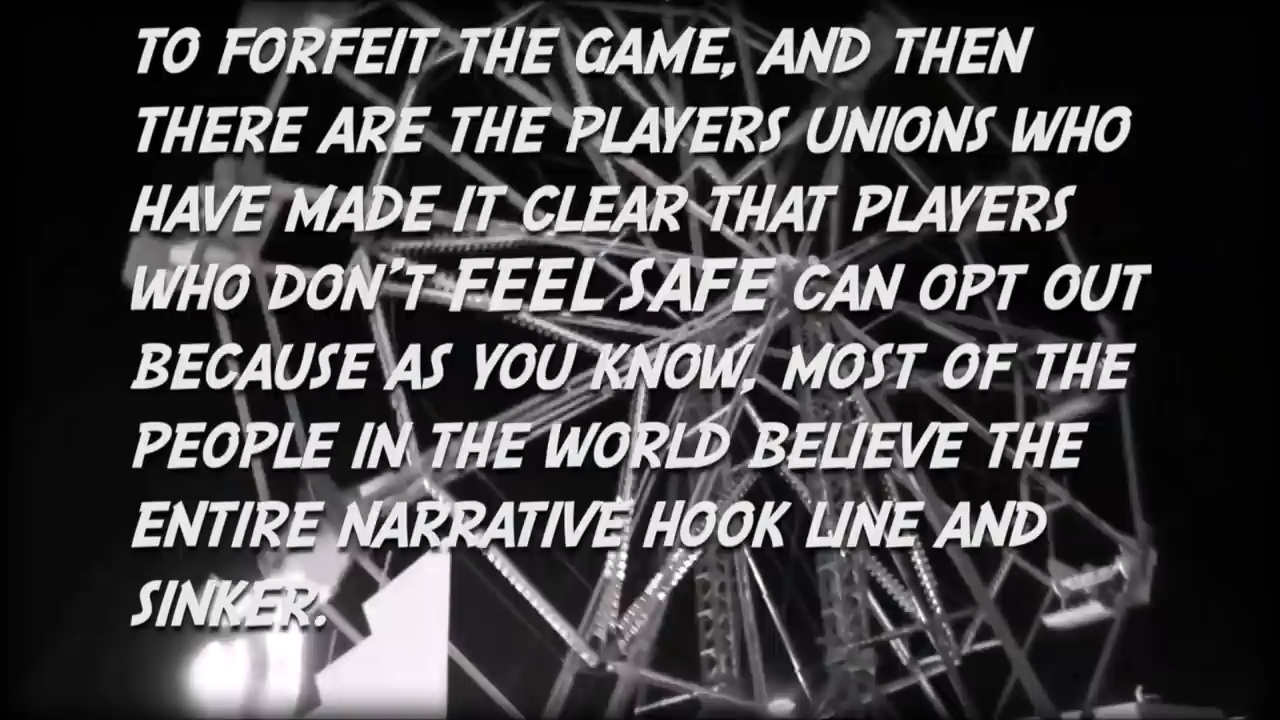 TO FORFEIT THE GAME, AND THEN
THERE ARE THE PLAYERS UNIONS WHO
HAVE MADE IT CLEAR THAT PLAYERS
WHO DON'T FEEL SAFE CAN OPT OUT
BECAUSE AS YOU KNOW, MOST OF THE
PEOPLE IN THE WORLD BELIEVE THE
ENTIRE NARRATIVE HOOK LINE AND
SINKER.